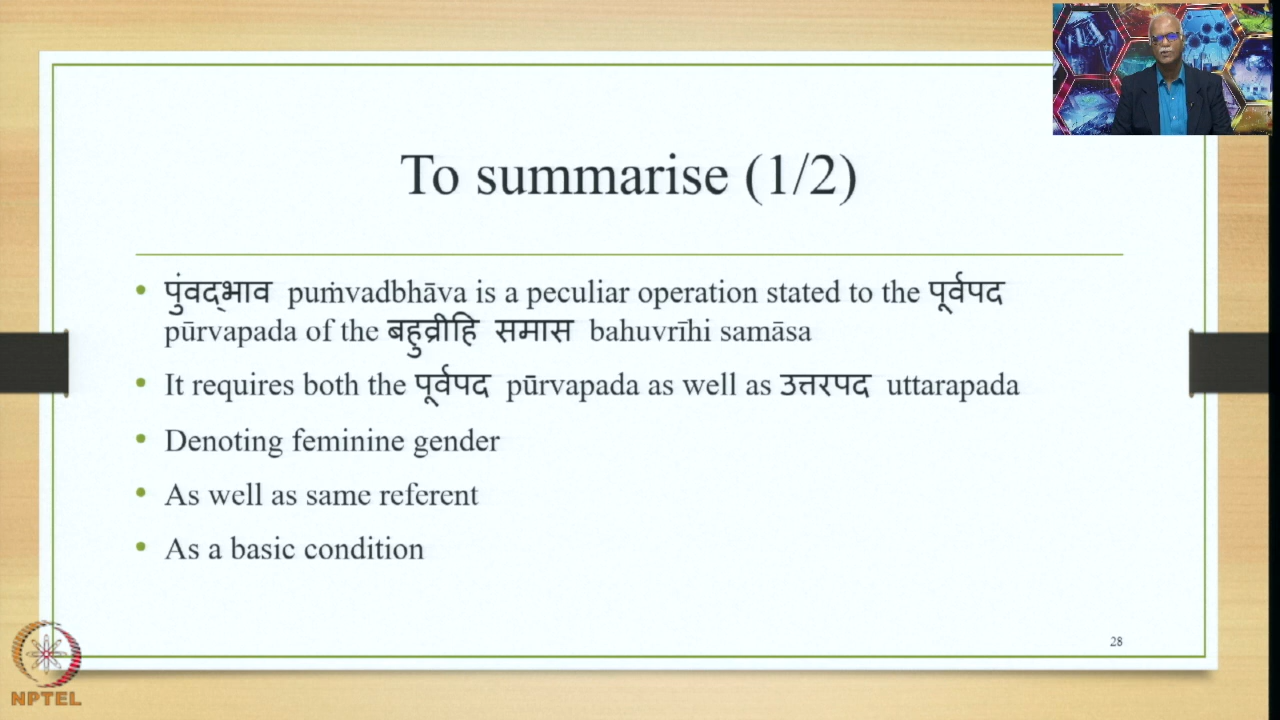 To summarise (1/2)
• पुंवद्भाव puṁvadbhāva is a peculiar operation stated to the पूर्वपद
pūrvapada of the बहुव्रीहि समास bahuvrīhi samāsa
• It requires both the पूर्वपद pūrvapada as well as उत्तरपद uttarapada
• Denoting feminine gender
• As well as same referent
• As a basic condition
28
NPTEL